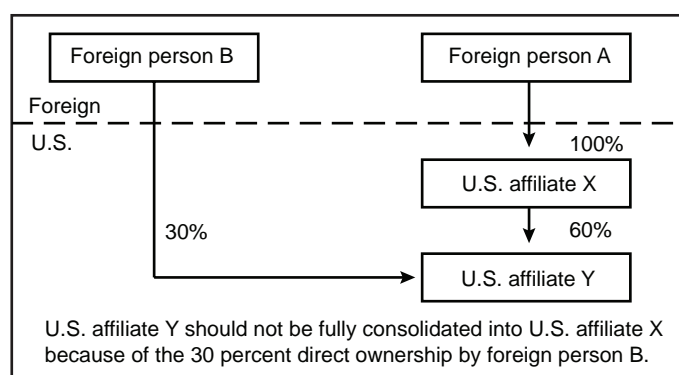 Foreign person B
Foreign person A
Foreign
U.S.
100%
U.S. affiliate X
30%
60%
U.S. affiliate Y
U.S. affiliate Y should not be fully consolidated into U.S. affiliate X
because of the 30 percent direct ownership by foreign person B.